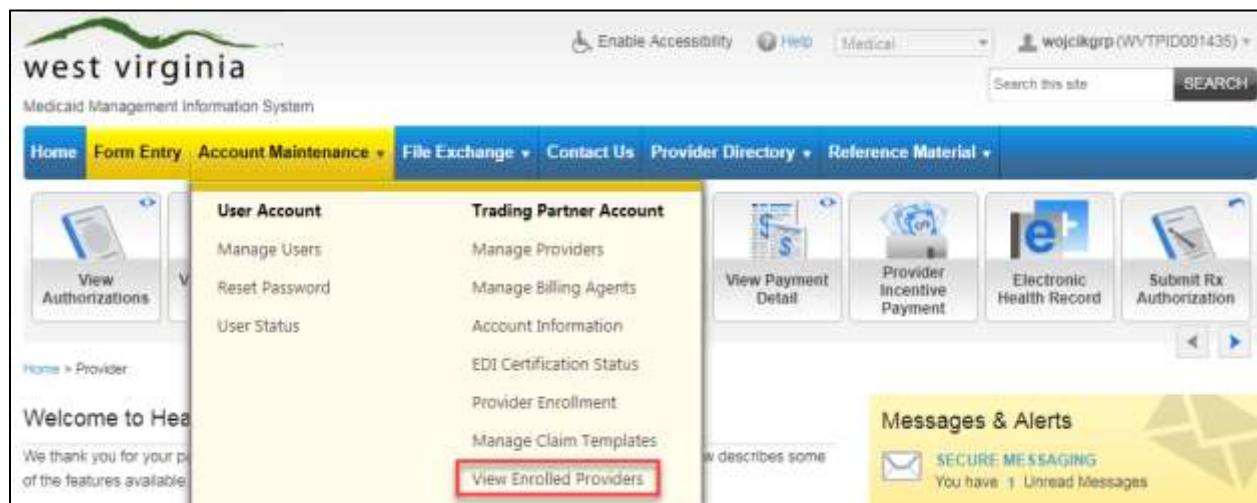 west virginia
Medicaid Management Information System
Enable Accessibility Help Medical wojcikgrp (WVTPID001435)
Search this site SEARCH
Home Form Entry Account Maintenance File Exchange Contact Us Provider Directory Reference Material
View
Authorizations
V
User Account
Manage Users
Reset Password
User Status
Trading Partner Account
Manage Providers
Manage Billing Agents
Account Information
EDI Certification Status
Provider Enrollment
Manage Claim Templates
View Enrolled Providers
View Payment
Detail
Provider
Incentive
Payment
Electronic
Health Record
Submit Rx
Authorization
Home > Provider
Welcome to Hea
We thank you for your p
w describes some
of the features available
Messages & Alerts
SECURE MESSAGING
You have 1 Unread Messages